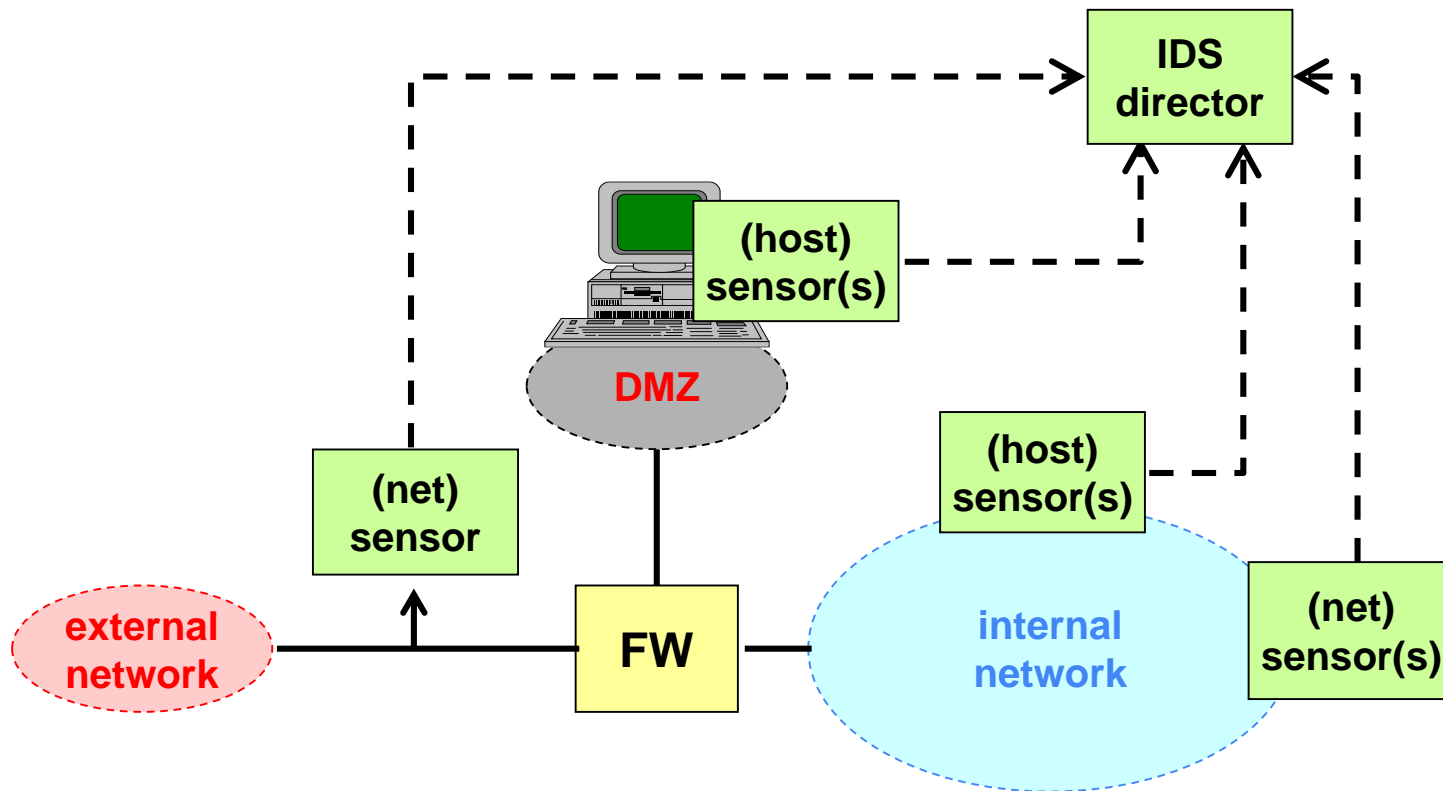 IDS
director
(host)
sensor(s)
DMZ
(host)
sensor(s)
(net)
sensor
external
network
FW
internal
network
(net)
sensor(s)